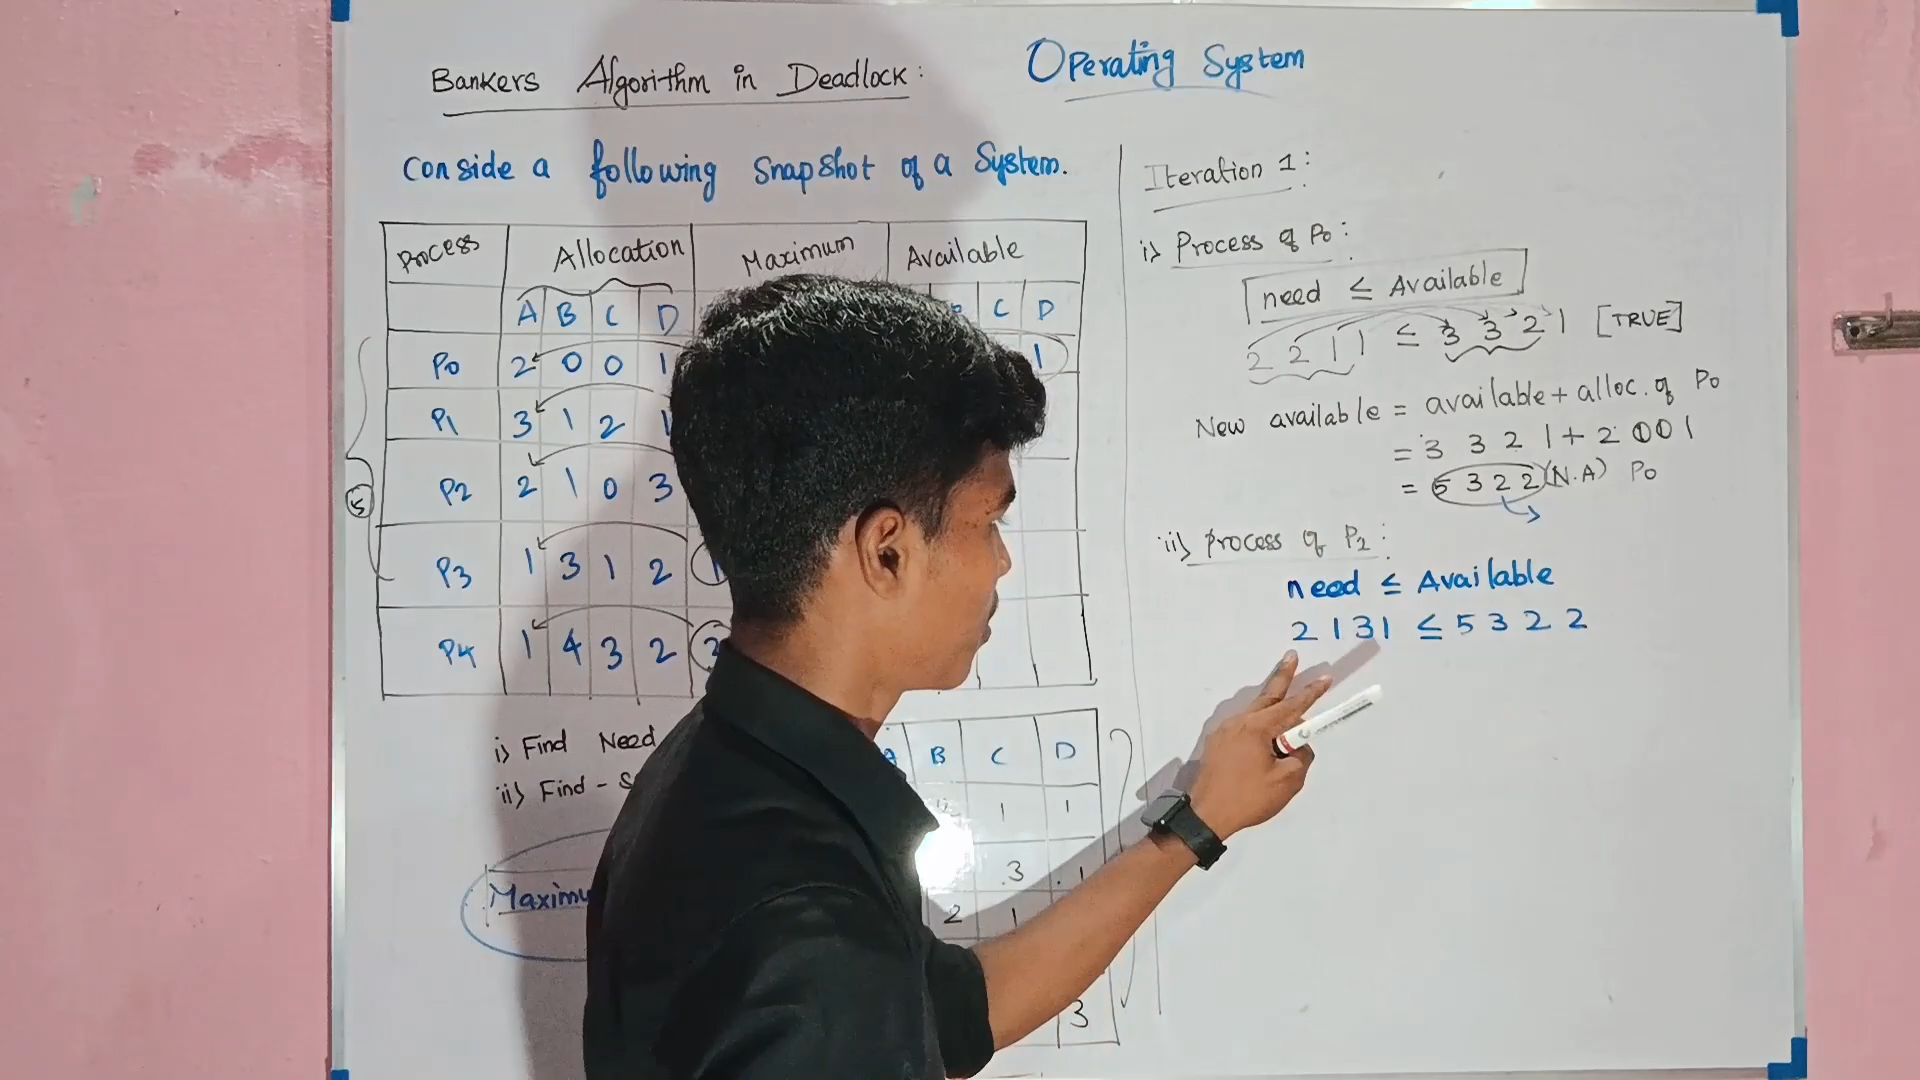 Bankers Algorithm in Deadlock:
Operating System
Conside a following Snapshot of a System.
Process Allocation Maximum Available
A B C D C D
P0 2 0 0 1 1
P1 3 1 2 1
P2 2 1 0 3
P3 1 3 1 2
P4 1 4 3 2 2
5
i) Find Need
ii) Find - S
Maximu
A B C D
1 1
3 1
2 1
3
Iteration 1:
i) Process of P0:
need ≤ Available
2 2 1 1 ≤ 3 3 2 1 [TRUE]
New available = available + alloc. of P0
= 3 3 2 1 + 2 0 0 1
= 5 3 2 2 (N.A) P0
ii) process of P2:
need ≤ Available
2 1 3 1 ≤ 5 3 2 2